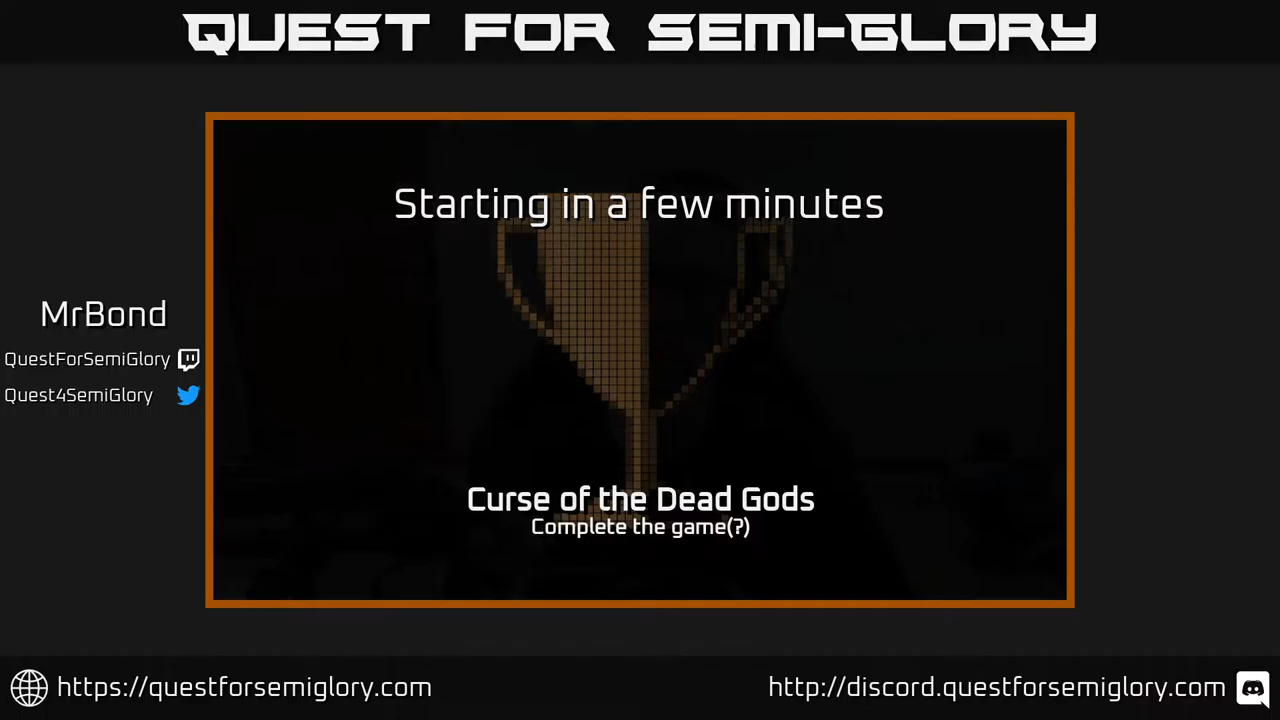 QUEST FOR SEMI-GLORY
Starting in a few minutes
MrBond
QuestForSemiGlory
Quest4SemiGlory
Curse of the Dead Gods
Complete the game(?)
https://questforsemiglory.com
http://discord.questforsemiglory.com